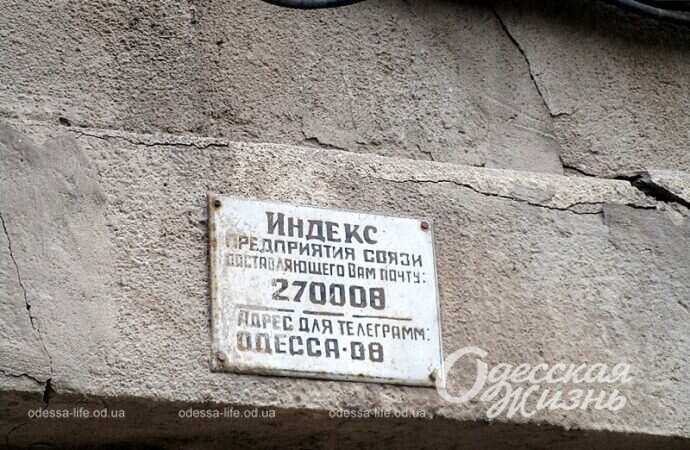 Индекс
предприятия связи
доставляющего Вам почту:
270008
Адрес для телеграмм:
Одесса-08
Одесская
Жизнь
odessa-life.od.ua odessa-life.od.ua odessa-life.od.ua